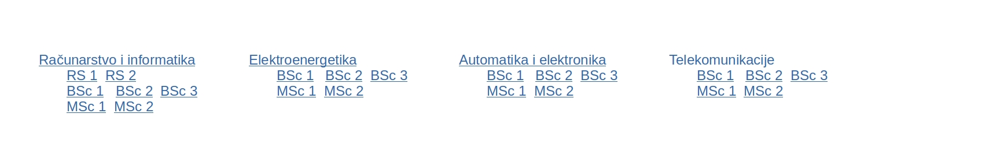 Računarstvo i informatika
RS 1 RS 2
BSc 1 BSc 2 BSc 3
MSc 1 MSc 2
Elektroenergetika
BSc 1 BSc 2 BSc 3
MSc 1 MSc 2
Automatika i elektronika
BSc 1 BSc 2 BSc 3
MSc 1 MSc 2
Telekomunikacije
BSc 1 BSc 2 BSc 3
MSc 1 MSc 2